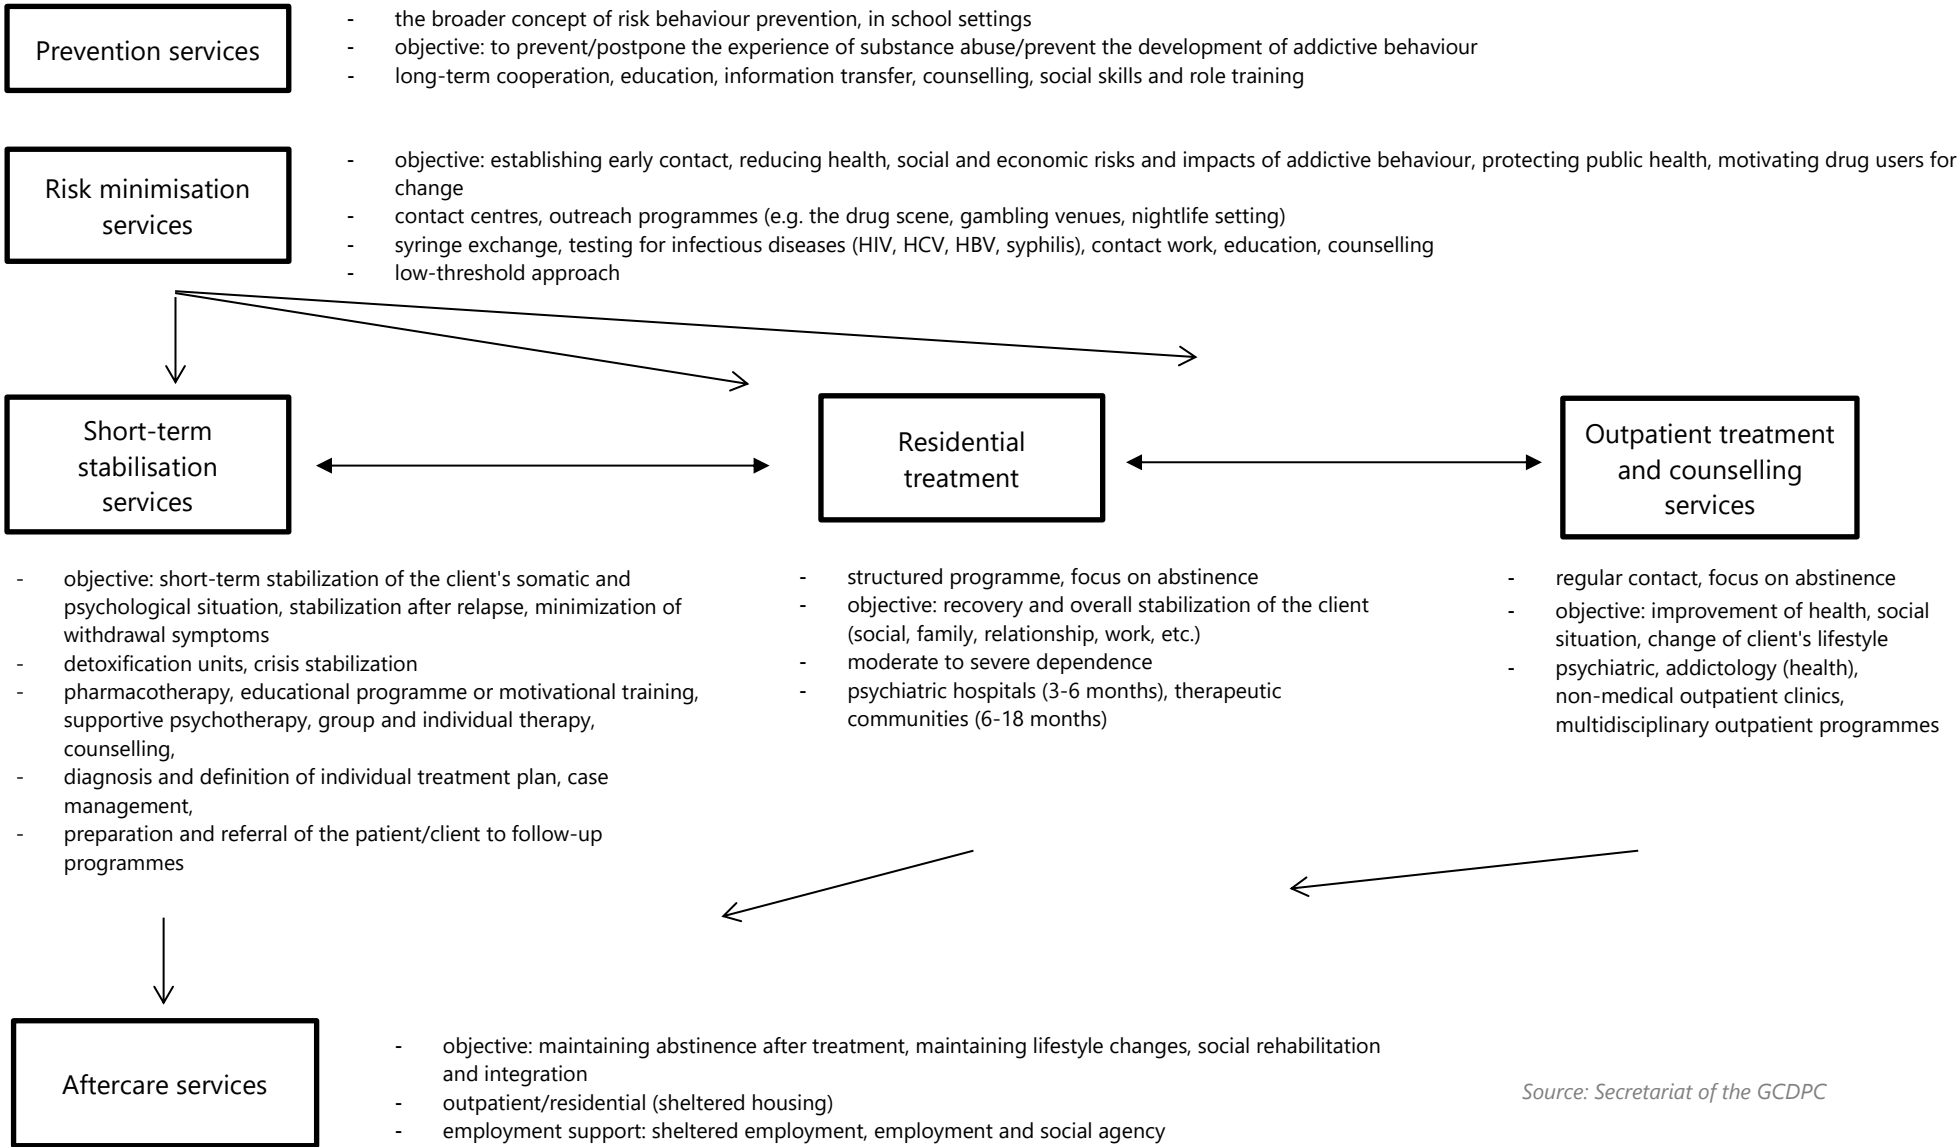 Prevention services
- the broader concept of risk behaviour prevention, in school settings
- objective: to prevent/postpone the experience of substance abuse/prevent the development of addictive behaviour
- long-term cooperation, education, information transfer, counselling, social skills and role training
Risk minimisation
services
- objective: establishing early contact, reducing health, social and economic risks and impacts of addictive behaviour, protecting public health, motivating drug users for
change
- contact centres, outreach programmes (e.g. the drug scene, gambling venues, nightlife setting)
- syringe exchange, testing for infectious diseases (HIV, HCV, HBV, syphilis), contact work, education, counselling
- low-threshold approach
Short-term
stabilisation
services
Residential
treatment
Outpatient treatment
and counselling
services
- objective: short-term stabilization of the client's somatic and
psychological situation, stabilization after relapse, minimization of
withdrawal symptoms
- detoxification units, crisis stabilization
- pharmacotherapy, educational programme or motivational training,
supportive psychotherapy, group and individual therapy,
counselling,
- diagnosis and definition of individual treatment plan, case
management,
- preparation and referral of the patient/client to follow-up
programmes
- structured programme, focus on abstinence
- objective: recovery and overall stabilization of the client
(social, family, relationship, work, etc.)
- moderate to severe dependence
- psychiatric hospitals (3-6 months), therapeutic
communities (6-18 months)
- regular contact, focus on abstinence
- objective: improvement of health, social
situation, change of client's lifestyle
- psychiatric, addictology (health),
non-medical outpatient clinics,
multidisciplinary outpatient programmes
Aftercare services
- objective: maintaining abstinence after treatment, maintaining lifestyle changes, social rehabilitation
and integration
- outpatient/residential (sheltered housing)
- employment support: sheltered employment, employment and social agency
Source: Secretariat of the GCDPC